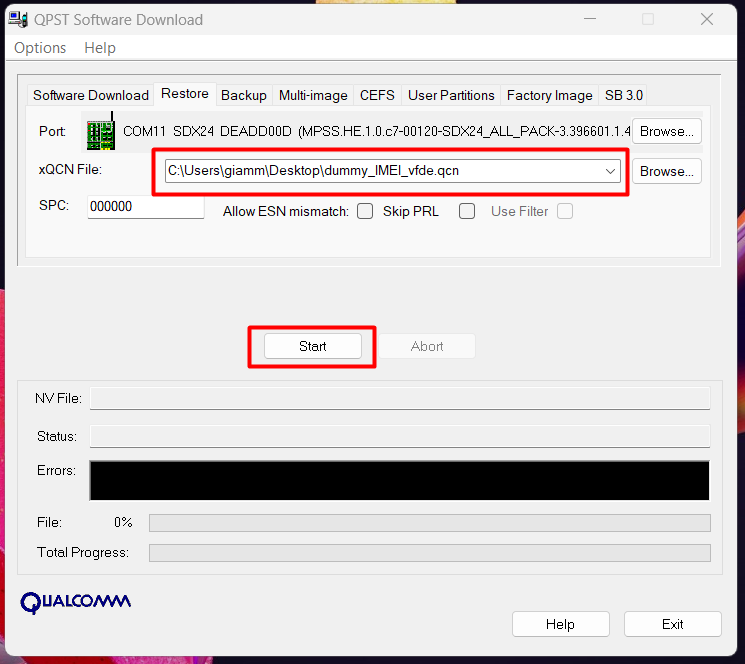 QPST Software Download
Options Help
Software Download Restore Backup Multi-image CEFS User Partitions Factory Image SB 3.0
Port: COM11 SDX24 DEADD00D (MPSS.HE.1.0.c7-00120-SDX24_ALL_PACK-3.396601.1.4 Browse...
xQCN File: C:\Users\giamm\Desktop\dummy_IMEI_vfde.qcn Browse...
SPC: 000000 Allow ESN mismatch: Skip PRL Use Filter
Start Abort
NV File:
Status:
Errors:
File: 0%
Total Progress:
QUALCOMM
Help Exit